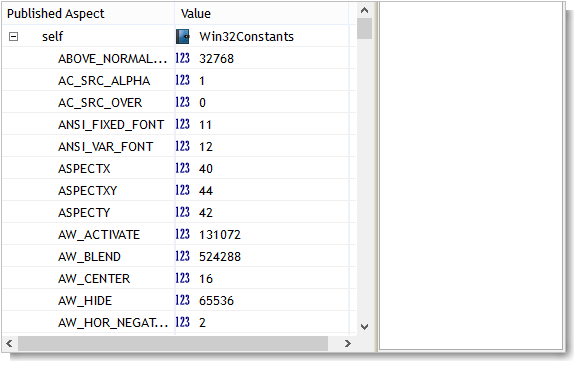 Published Aspect Value
self Win32Constants
ABOVE_NORMAL... 123 32768
AC_SRC_ALPHA 123 1
AC_SRC_OVER 123 0
ANSI_FIXED_FONT 123 11
ANSI_VAR_FONT 123 12
ASPECTX 123 40
ASPECTXY 123 44
ASPECTY 123 42
AW_ACTIVATE 123 131072
AW_BLEND 123 524288
AW_CENTER 123 16
AW_HIDE 123 65536
AW_HOR_NEGAT... 123 2